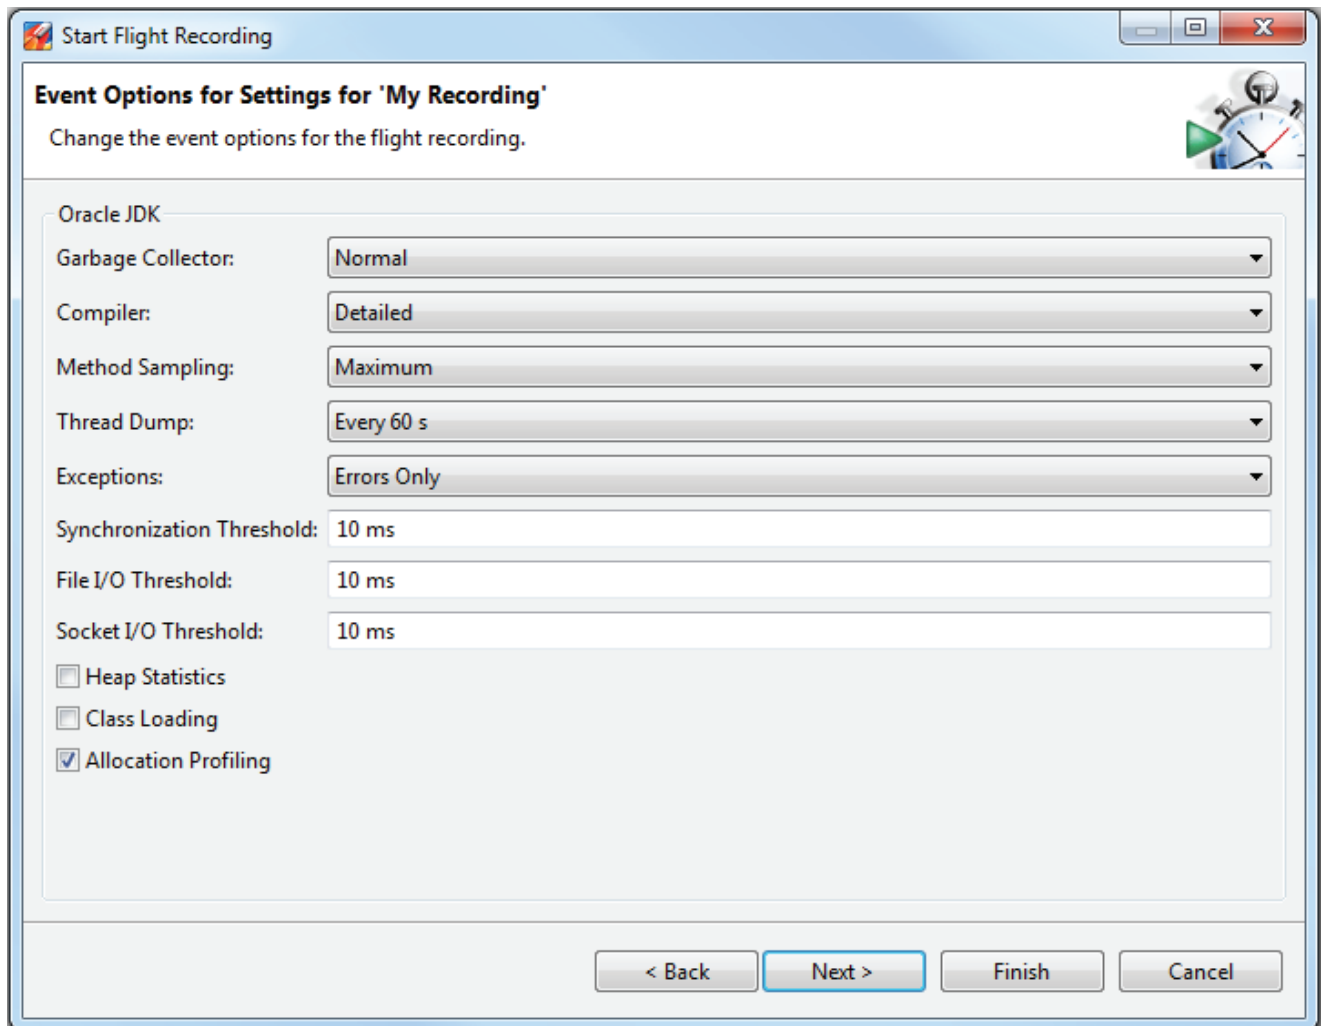 Start Flight Recording
Event Options for Settings for 'My Recording'
Change the event options for the flight recording.
Oracle JDK
Garbage Collector: Normal
Compiler: Detailed
Method Sampling: Maximum
Thread Dump: Every 60 s
Exceptions: Errors Only
Synchronization Threshold: 10 ms
File I/O Threshold: 10 ms
Socket I/O Threshold: 10 ms
Heap Statistics
Class Loading
Allocation Profiling
< Back Next > Finish Cancel